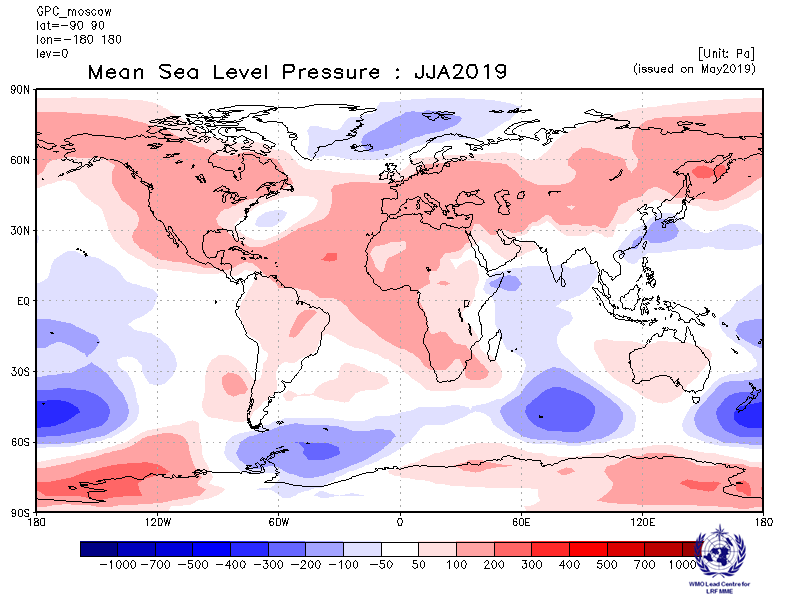 GPC_moscow
lat=-90 90
lon=-180 180
lev=0
[Unit: Pa]
Mean Sea Level Pressure : JJA2019
(issued on May2019)
90N
60N
30N
EQ
30S
60S
90S
180 120W 60W 0 60E 120E 180
-1000 -700 -500 -400 -300 -200 -100 -50 50 100 200 300 400 500 700 1000
WMO Lead Centre for
LRF MME